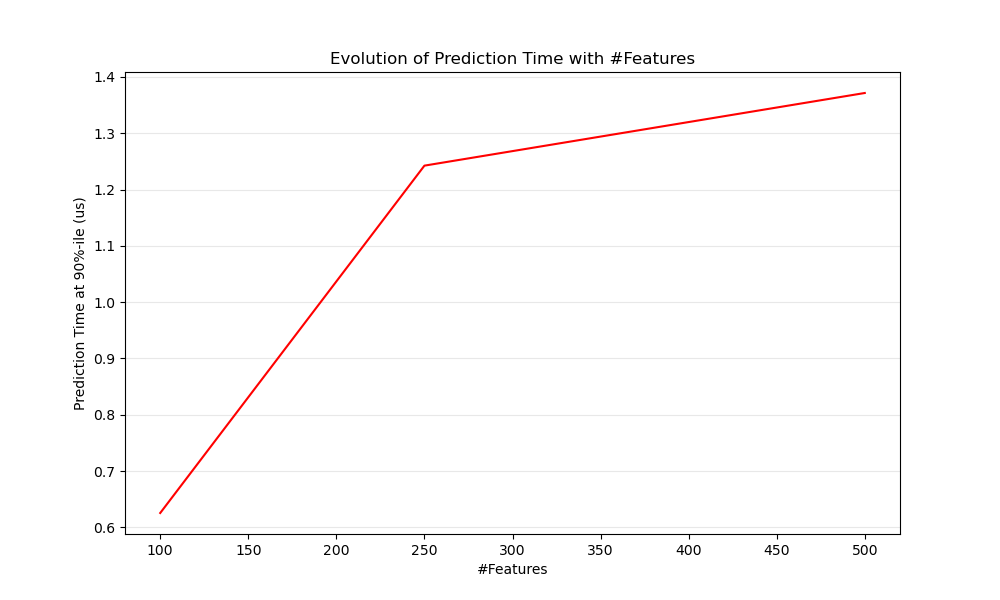 Evolution of Prediction Time with #Features
Prediction Time at 90%-ile (us)
1.4
1.3
1.2
1.1
1.0
0.9
0.8
0.7
0.6
100 150 200 250 300 350 400 450 500
#Features